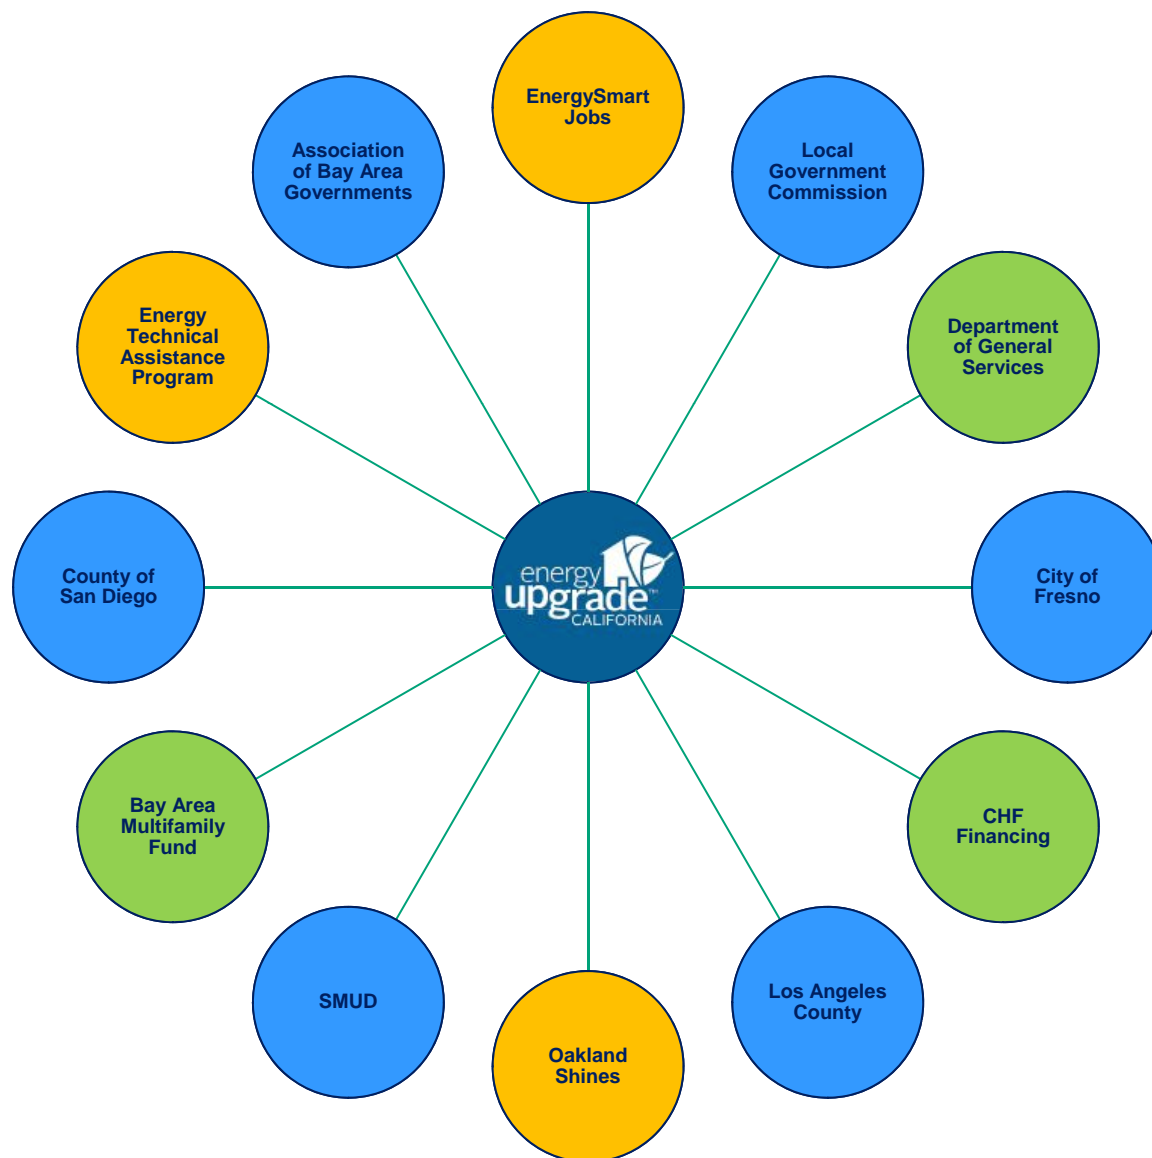 EnergySmart
Jobs
Association
of Bay Area
Governments
Local
Government
Commission
Energy
Technical
Assistance
Program
Department
of General
Services
County of
San Diego
energy
upgrade™
CALIFORNIA
City of
Fresno
Bay Area
Multifamily
Fund
CHF
Financing
SMUD
Los Angeles
County
Oakland
Shines